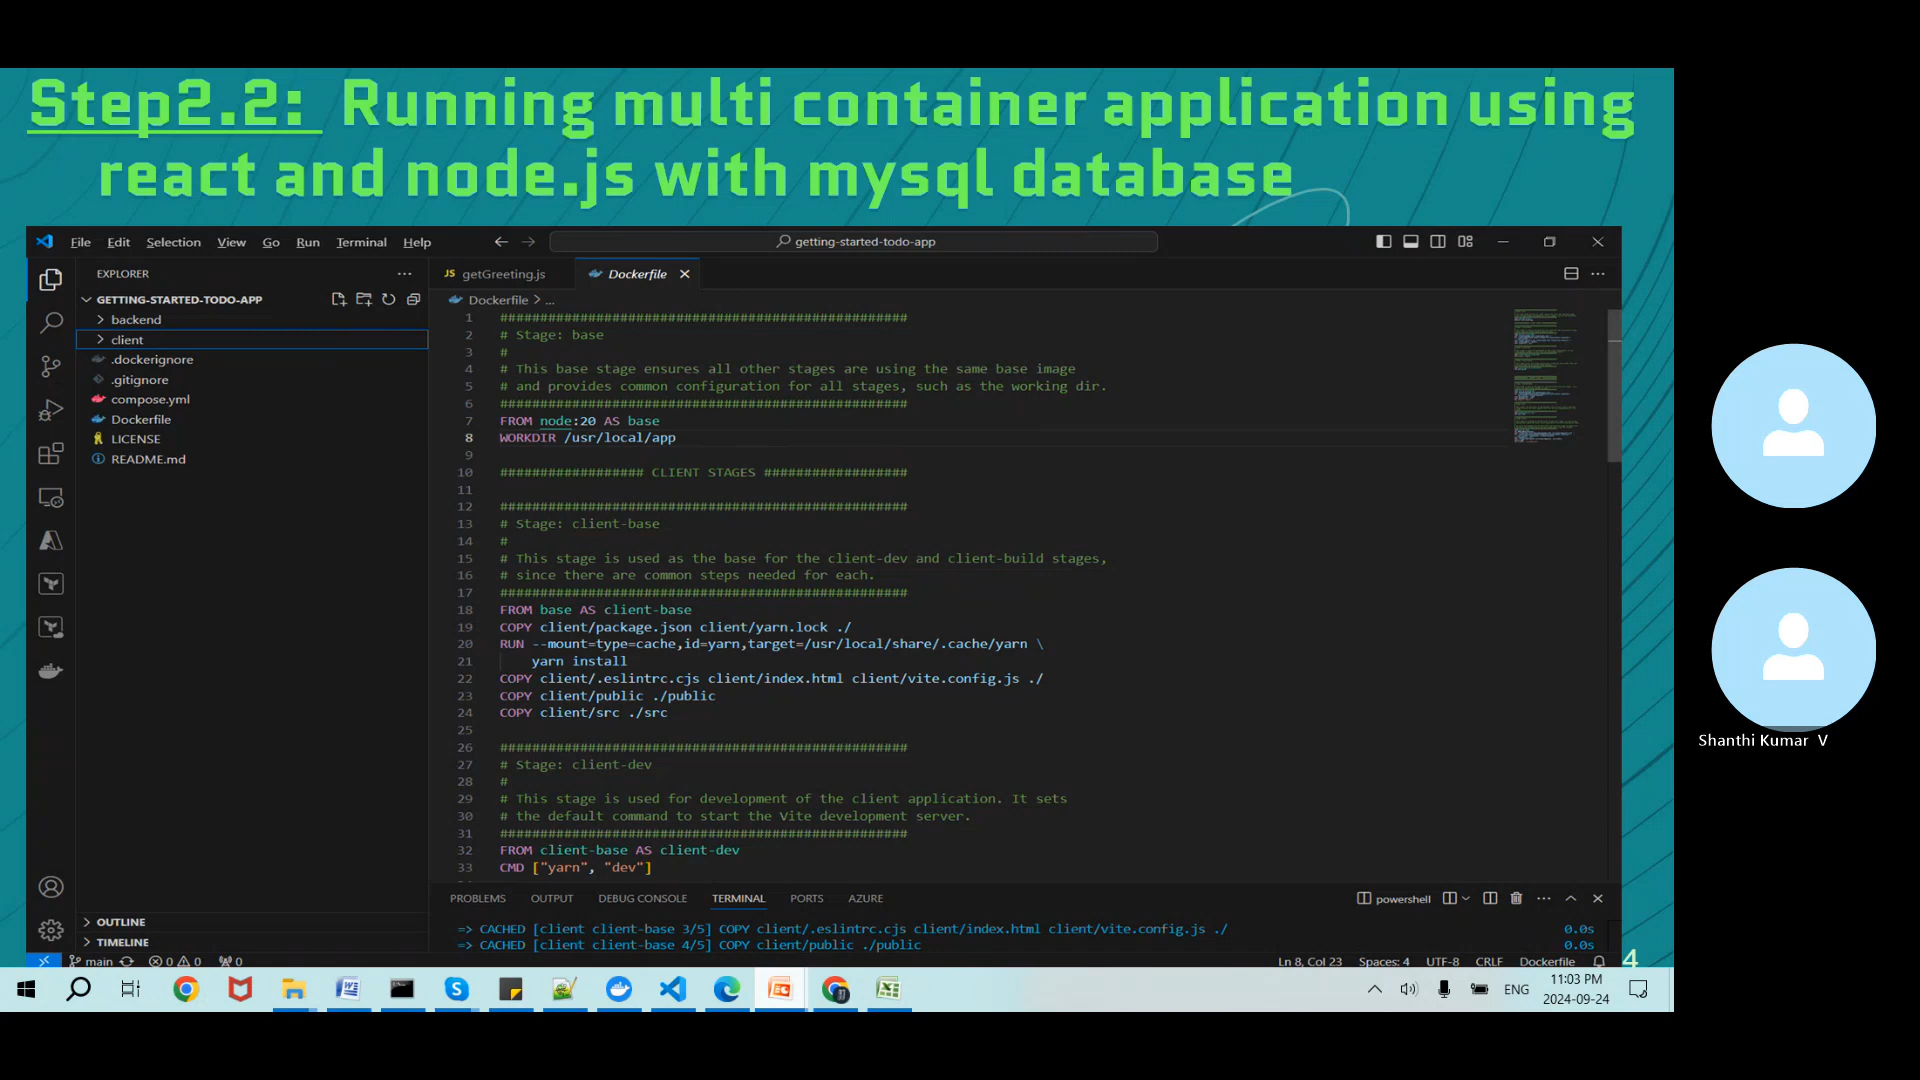 Step2.2: Running multi container application using
react and node.js with mysql database
File Edit Selection View Go Run Terminal Help
getting-started-todo-app
EXPLORER
JS getGreeting.js
Dockerfile
GETTING-STARTED-TODO-APP
Dockerfile > ...
backend
client
.dockerignore
.gitignore
compose.yml
Dockerfile
LICENSE
README.md
1 ###################################################
2 # Stage: base
3 #
4 # This base stage ensures all other stages are using the same base image
5 # and provides common configuration for all stages, such as the working dir.
6 ###################################################
7 FROM node:20 AS base
8 WORKDIR /usr/local/app
9
10 ################## CLIENT STAGES ##################
11
12 ###################################################
13 # Stage: client-base
14 #
15 # This stage is used as the base for the client-dev and client-build stages,
16 # since there are common steps needed for each.
17 ###################################################
18 FROM base AS client-base
19 COPY client/package.json client/yarn.lock ./
20 RUN --mount=type=cache,id=yarn,target=/usr/local/share/.cache/yarn \
21 yarn install
22 COPY client/.eslintrc.cjs client/index.html client/vite.config.js ./
23 COPY client/public ./public
24 COPY client/src ./src
25
26 ###################################################
27 # Stage: client-dev
28 #
29 # This stage is used for development of the client application. It sets
30 # the default command to start the Vite development server.
31 ###################################################
32 FROM client-base AS client-dev
33 CMD ["yarn", "dev"]
OUTLINE
TIMELINE
PROBLEMS OUTPUT DEBUG CONSOLE TERMINAL PORTS AZURE
powershell
=> CACHED [client client-base 3/5] COPY client/.eslintrc.cjs client/index.html client/vite.config.js ./ 0.0s
=> CACHED [client client-base 4/5] COPY client/public ./public 0.0s
main 0 0 0
Ln 8, Col 23 Spaces: 4 UTF-8 CRLF Dockerfile
4
ENG
11:03 PM
2024-09-24
Shanthi Kumar V